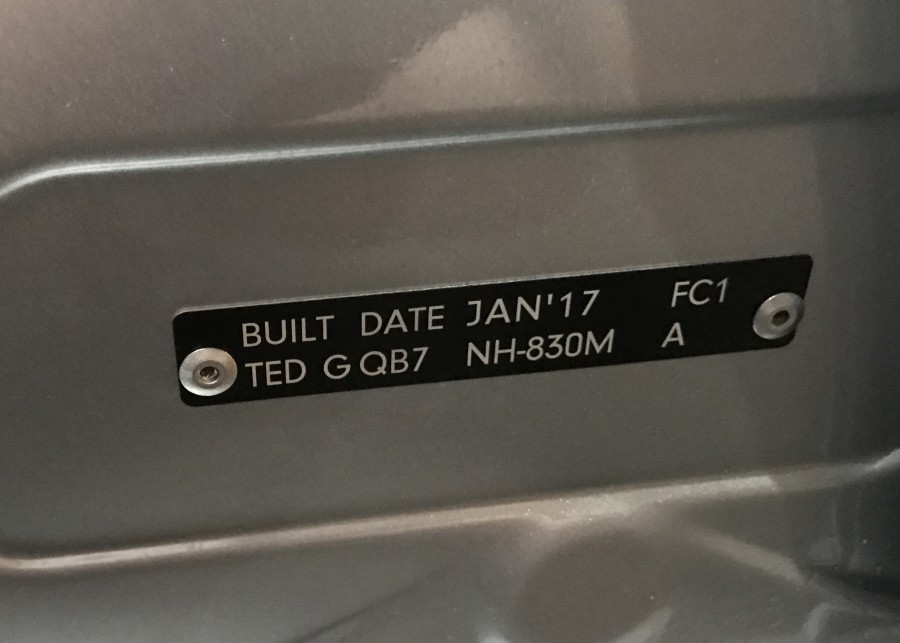 BUILT DATE JAN'17 FC1
TED G QB7 NH-830M A